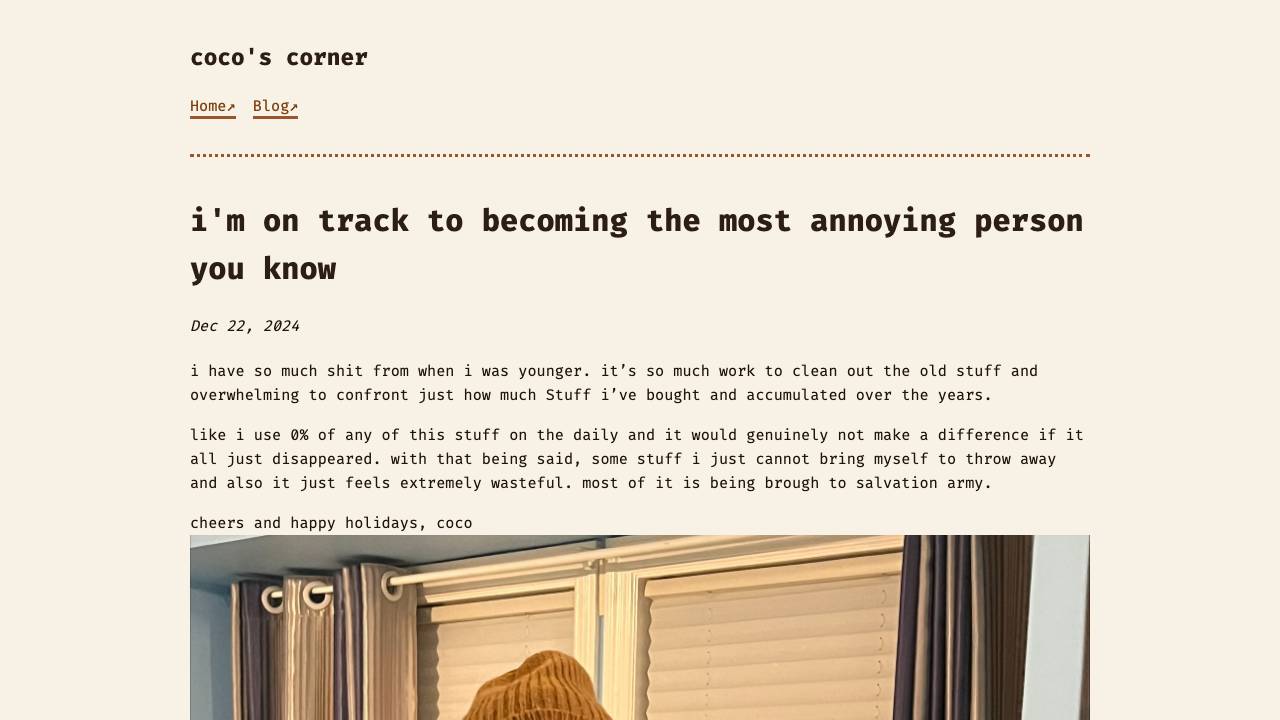 coco's corner
Home↗ Blog↗
i'm on track to becoming the most annoying person
you know
Dec 22, 2024
i have so much shit from when i was younger. it’s so much work to clean out the old stuff and
overwhelming to confront just how much Stuff i’ve bought and accumulated over the years.
like i use 0% of any of this stuff on the daily and it would genuinely not make a difference if it
all just disappeared. with that being said, some stuff i just cannot bring myself to throw away
and also it just feels extremely wasteful. most of it is being brough to salvation army.
cheers and happy holidays, coco